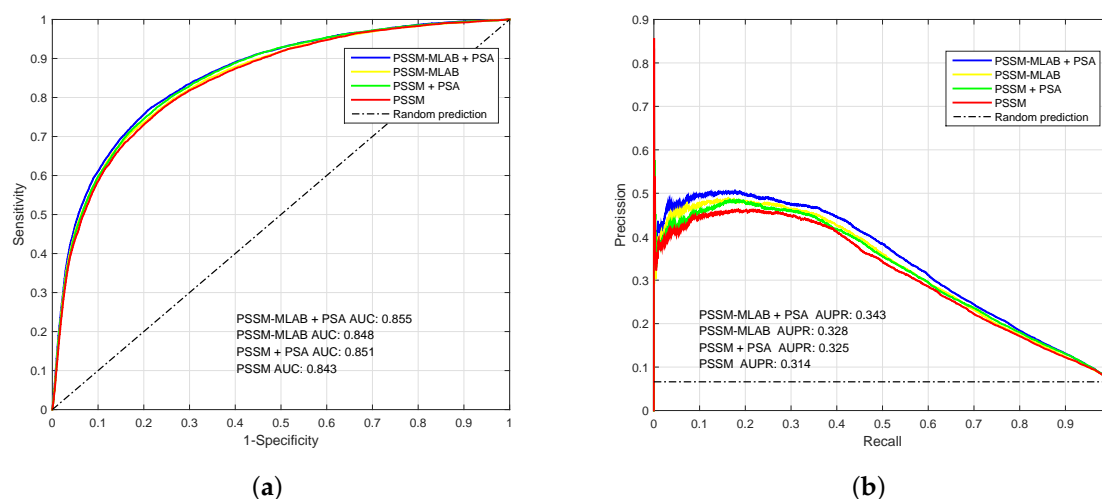 1
0.9
0.8
0.7
0.6
0.5
0.4
0.3
0.2
0.1
0
Sensitivity
PSSM-MLAB + PSA
PSSM-MLAB
PSSM + PSA
PSSM
Random prediction
PSSM-MLAB + PSA AUC: 0.855
PSSM-MLAB AUC: 0.848
PSSM + PSA AUC: 0.851
PSSM AUC: 0.843
0 0.1 0.2 0.3 0.4 0.5 0.6 0.7 0.8 0.9 1
1-Specificity
(a)
0.9
0.8
0.7
0.6
0.5
0.4
0.3
0.2
0.1
0
Precission
PSSM-MLAB + PSA
PSSM-MLAB
PSSM + PSA
PSSM
Random prediction
PSSM-MLAB + PSA AUPR: 0.343
PSSM-MLAB AUPR: 0.328
PSSM + PSA AUPR: 0.325
PSSM AUPR: 0.314
0 0.1 0.2 0.3 0.4 0.5 0.6 0.7 0.8 0.9
Recall
(b)